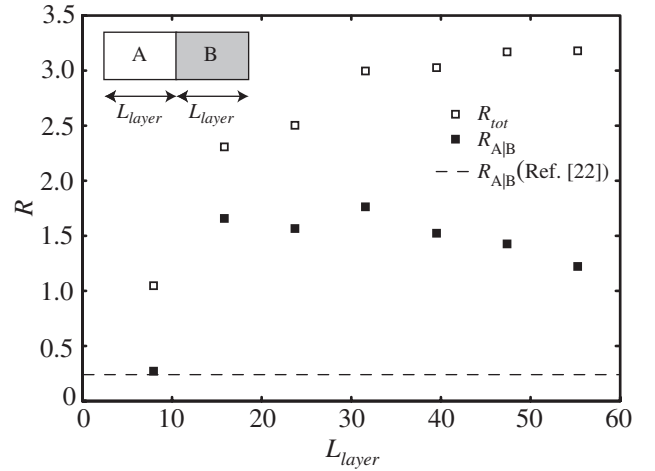 3.5
3.0
2.5
2.0
1.5
1.0
0.5
0
R
A B
L_layer L_layer
R_tot
R_A|B
R_A|B(Ref. [22])
0 10 20 30 40 50 60
L_layer